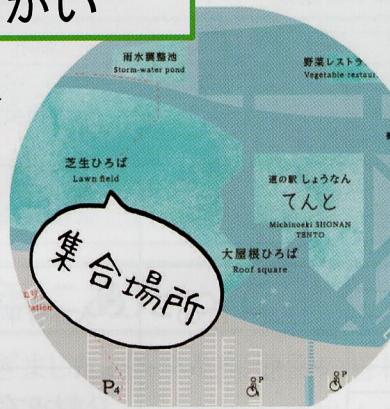 がい
雨水調整池
Storm-water pond
野菜レストラ
Vegetable restau
芝生ひろば
Lawn field
道の駅 しょうなん
てんと
Michinoeki SHONAN
TENTO
大屋根ひろば
Roof square
集合場所
ation
P4
P
P